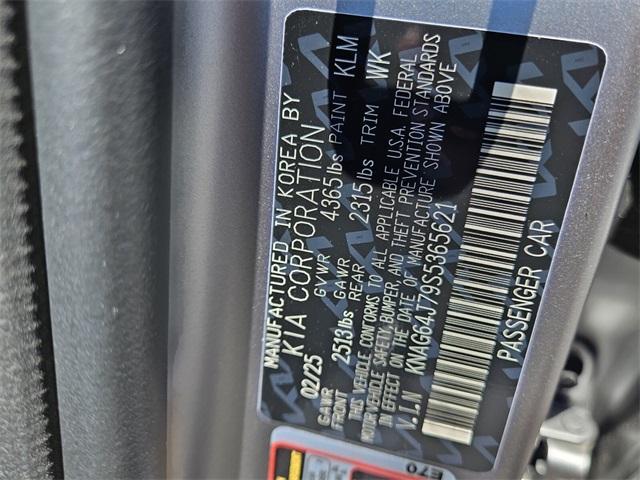 MANUFACTURED IN KOREA BY
KIA CORPORATION
02/25 GVWR 4365lbs PAINT KLM
GAWR FRONT 2513lbs GAWR REAR 2315lbs TRIM WK
THIS VEHICLE CONFORMS TO ALL APPLICABLE U.S.A. FEDERAL
MOTOR VEHICLE SAFETY, BUMPER, AND THEFT PREVENTION STANDARDS
IN EFFECT ON THE DATE OF MANUFACTURE SHOWN ABOVE
V.I.N KNAG64J79S5365621
PASSENGER CAR
E70